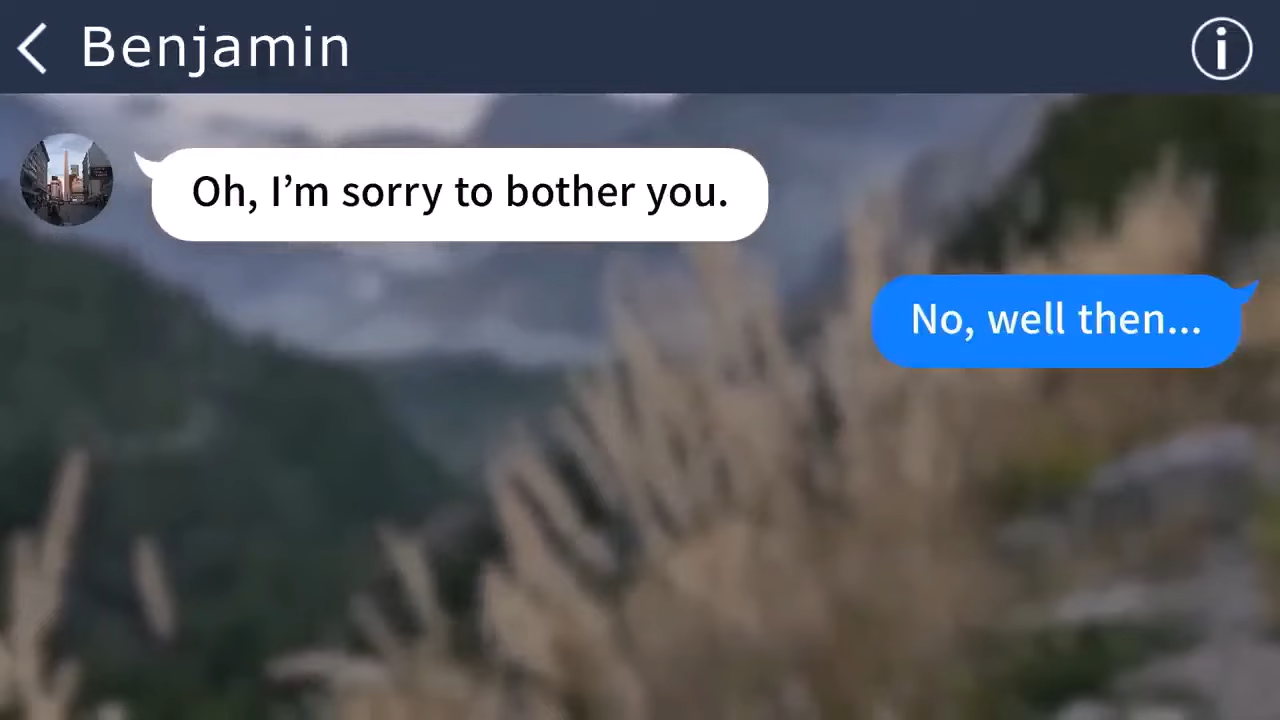 Benjamin
Oh, I’m sorry to bother you.
No, well then...